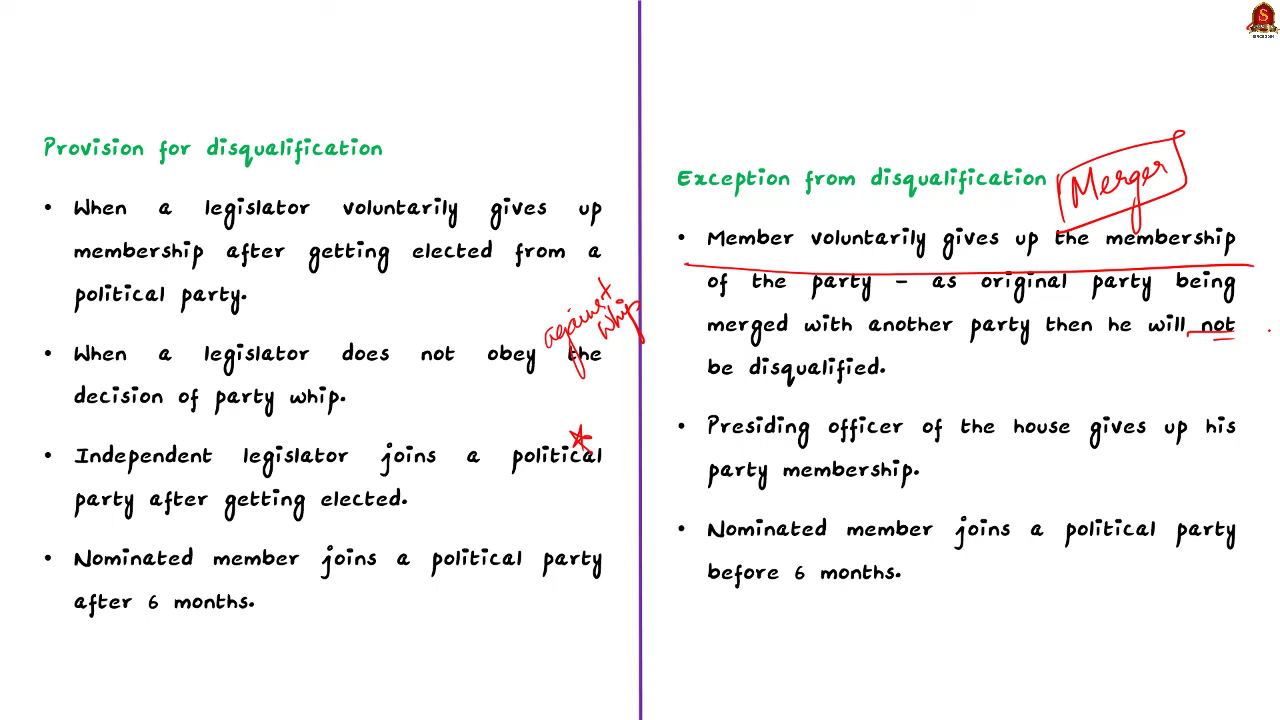 Provision for disqualification
• When a legislator voluntarily gives up
membership after getting elected from a
political party.
against
whip
• When a legislator does not obey the
decision of party whip.
• Independent legislator joins a political
party after getting elected.
• Nominated member joins a political party
after 6 months.
Exception from disqualification
Merger
• Member voluntarily gives up the membership
of the party – as original party being
merged with another party then he will not
be disqualified.
• Presiding officer of the house gives up his
party membership.
• Nominated member joins a political party
before 6 months.
S